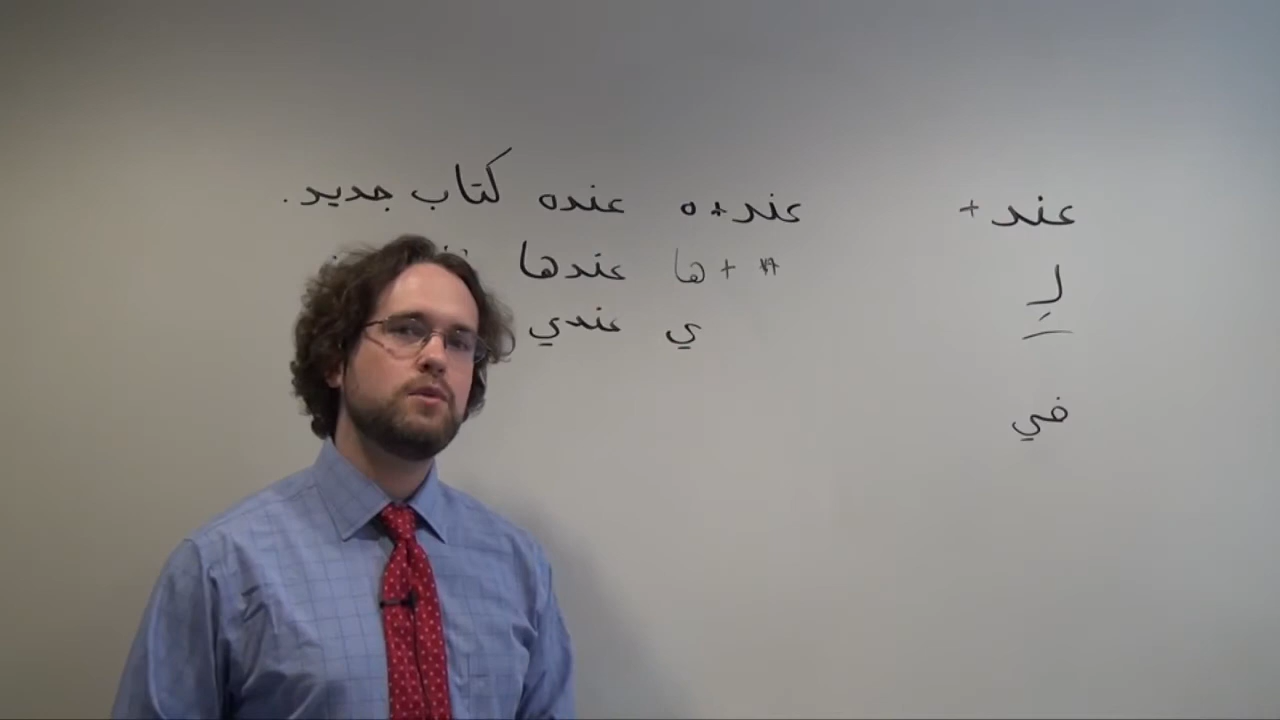 عند +
عند + ه عنده كتاب جديد.
" + ها عندها
ي عندي
لِ
في